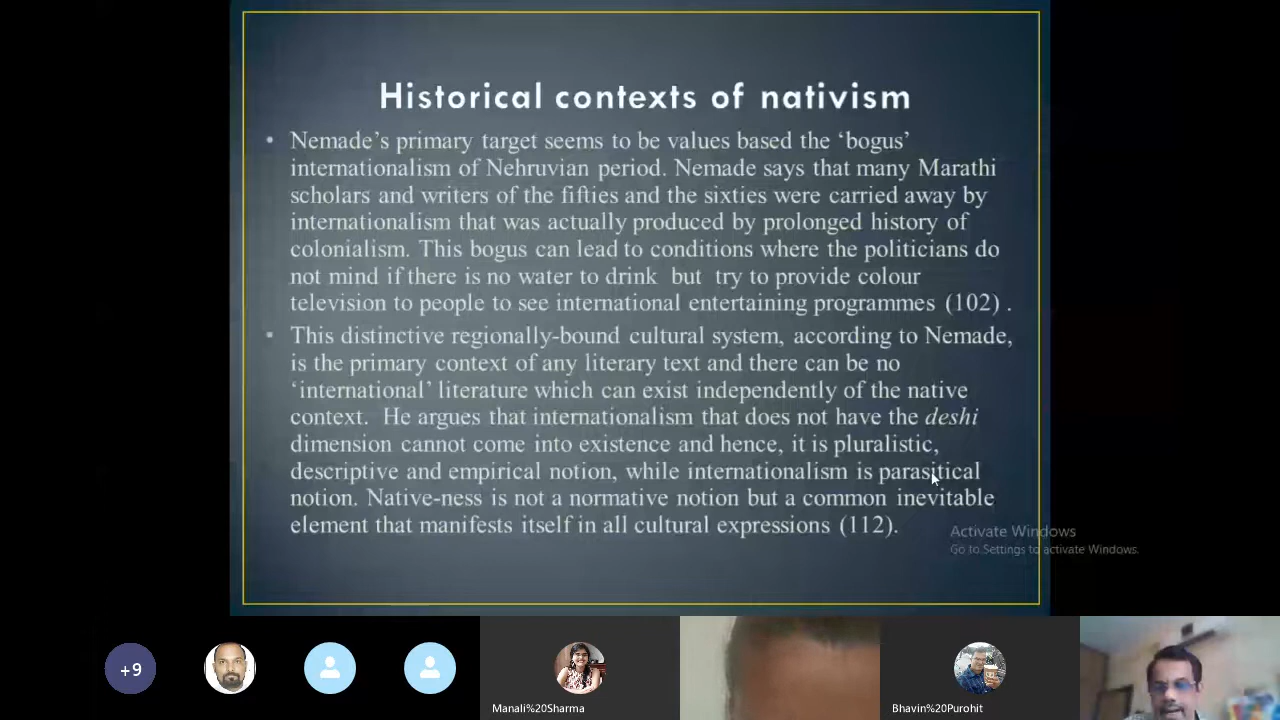 Historical contexts of nativism
• Nemade's primary target seems to be values based the ‘bogus’
internationalism of Nehruvian period. Nemade says that many Marathi
scholars and writers of the fifties and the sixties were carried away by
internationalism that was actually produced by prolonged history of
colonialism. This bogus can lead to conditions where the politicians do
not mind if there is no water to drink but try to provide colour
television to people to see international entertaining programmes (102) .
• This distinctive regionally-bound cultural system, according to Nemade,
is the primary context of any literary text and there can be no
‘international’ literature which can exist independently of the native
context. He argues that internationalism that does not have the deshi
dimension cannot come into existence and hence, it is pluralistic,
descriptive and empirical notion, while internationalism is parasitical
notion. Native-ness is not a normative notion but a common inevitable
element that manifests itself in all cultural expressions (112).
Activate Windows
Go to Settings to activate Windows.
+9
Manali%20Sharma
Bhavin%20Purohit